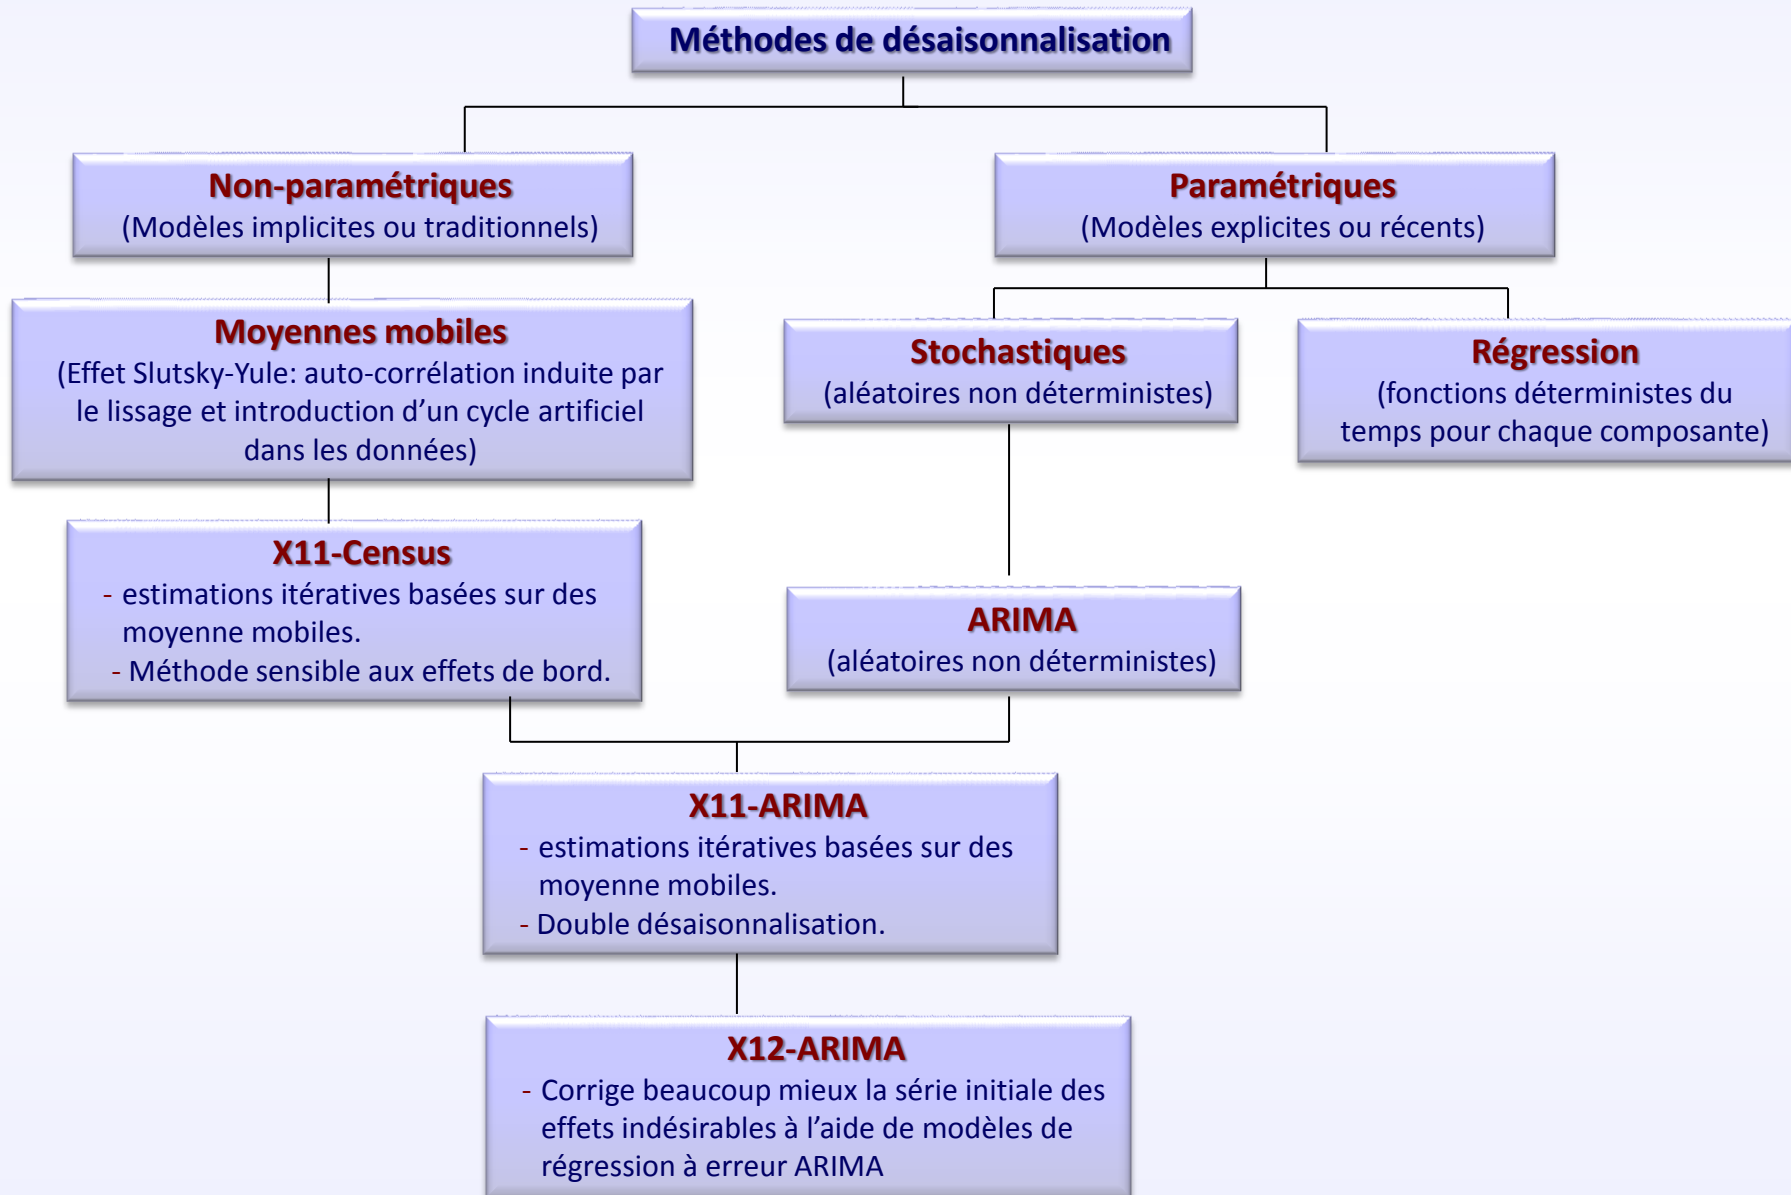 Méthodes de désaisonnalisation
Non-paramétriques
(Modèles implicites ou traditionnels)
Paramétriques
(Modèles explicites ou récents)
Moyennes mobiles
(Effet Slutsky-Yule: auto-corrélation induite par
le lissage et introduction d'un cycle artificiel
dans les données)
Stochastiques
(aléatoires non déterministes)
Régression
(fonctions déterministes du
temps pour chaque composante)
X11-Census
- estimations itératives basées sur des
moyenne mobiles.
- Méthode sensible aux effets de bord.
ARIMA
(aléatoires non déterministes)
X11-ARIMA
- estimations itératives basées sur des
moyenne mobiles.
- Double désaisonnalisation.
X12-ARIMA
- Corrige beaucoup mieux la série initiale des
effets indésirables à l'aide de modèles de
régression à erreur ARIMA